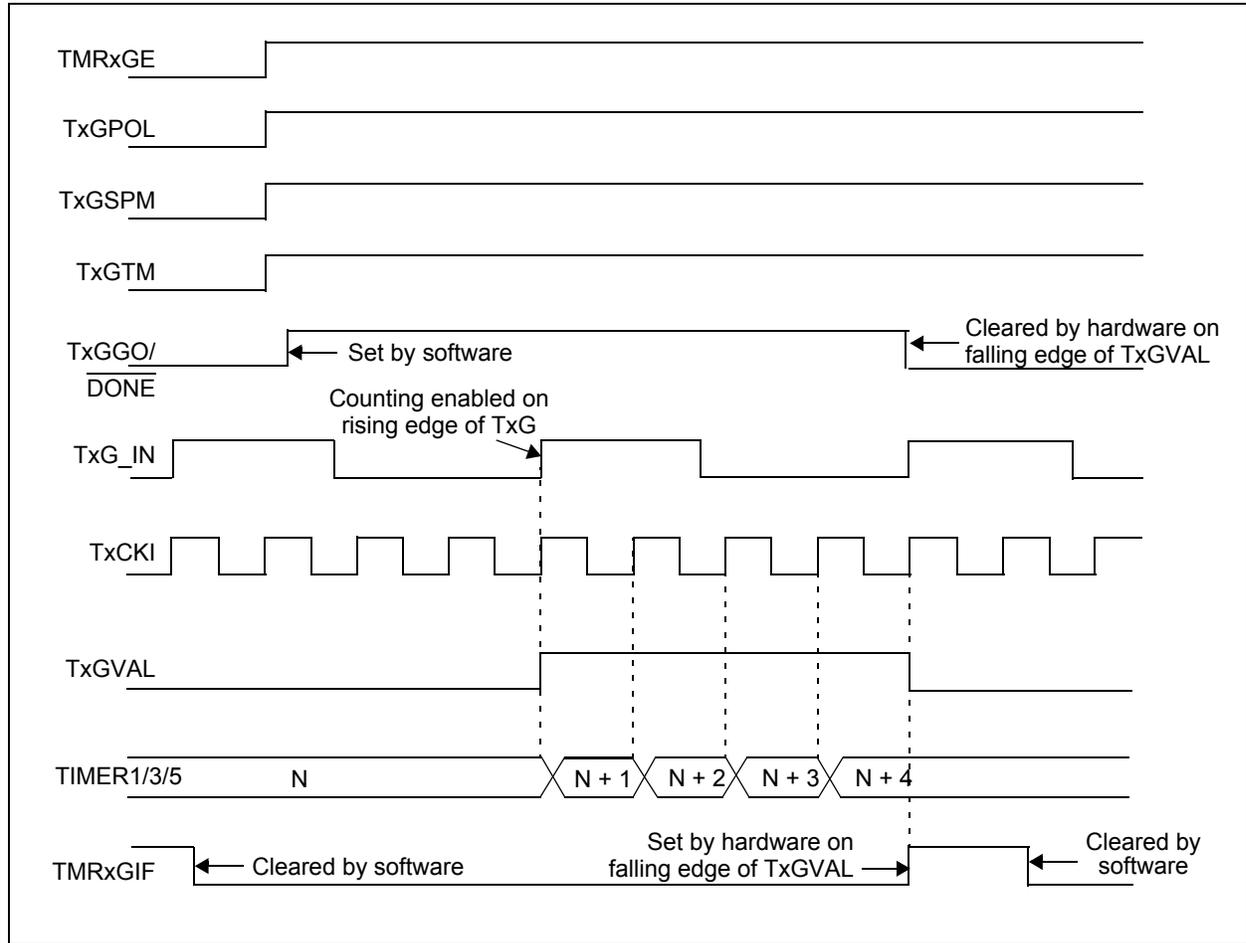 TMRxGE
TxGPOL
TxGSPM
TxGTM
TxGGO/
DONE
Set by software
Cleared by hardware on
falling edge of TxGVAL
Counting enabled on
rising edge of TxG
TxG_IN
TxCKI
TxGVAL
TIMER1/3/5
N
N + 1
N + 2
N + 3
N + 4
TMRxGIF
Cleared by software
Set by hardware on
falling edge of TxGVAL
Cleared by
software